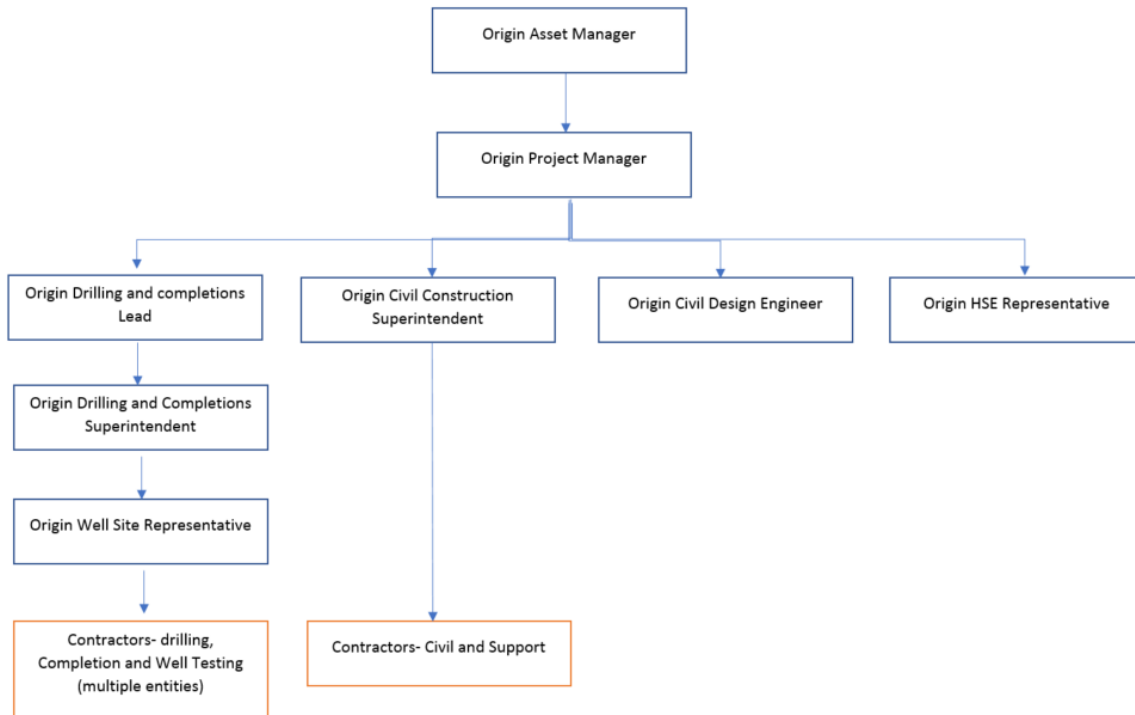 Origin Asset Manager
Origin Project Manager
Origin Drilling and completions
Lead
Origin Civil Construction
Superintendent
Origin Civil Design Engineer
Origin HSE Representative
Origin Drilling and Completions
Superintendent
Origin Well Site Representative
Contractors- drilling,
Completion and Well Testing
(multiple entities)
Contractors- Civil and Support